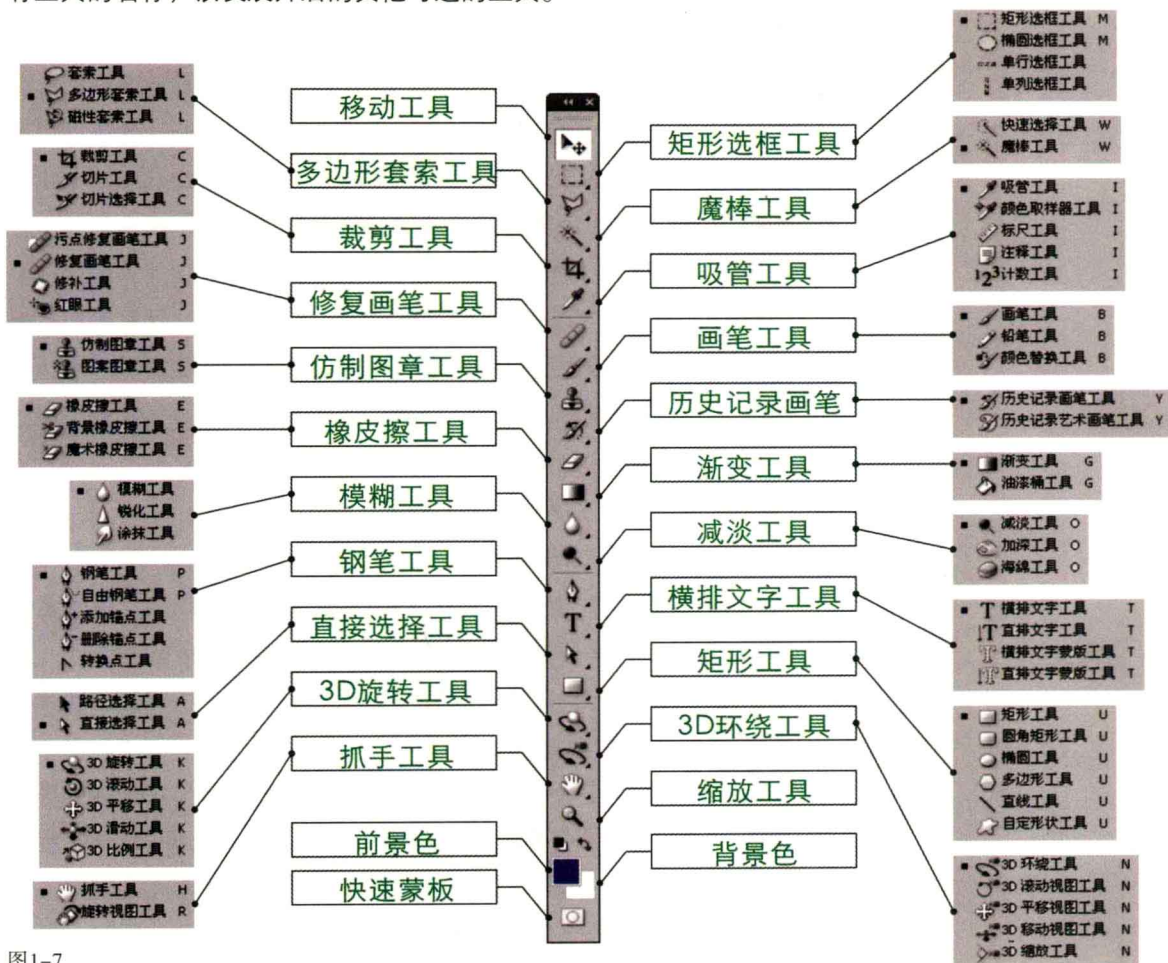 工具的名称，展开后的其他可选的工具。
套索工具 L
多边形套索工具 L
磁性套索工具 L
裁剪工具 C
切片工具 C
切片选择工具 C
污点修复画笔工具 J
修复画笔工具 J
修补工具 J
红眼工具 J
仿制图章工具 S
图案图章工具 S
橡皮擦工具 E
背景橡皮擦工具 E
魔术橡皮擦工具 E
模糊工具
锐化工具
涂抹工具
钢笔工具 P
自由钢笔工具 P
添加锚点工具
删除锚点工具
转换点工具
路径选择工具 A
直接选择工具 A
3D 旋转工具 K
3D 滚动工具 K
3D 平移工具 K
3D 滑动工具 K
3D 比例工具 K
抓手工具 H
旋转视图工具 R
移动工具
多边形套索工具
裁剪工具
修复画笔工具
仿制图章工具
橡皮擦工具
模糊工具
钢笔工具
直接选择工具
3D旋转工具
抓手工具
前景色
快速蒙板
矩形选框工具
魔棒工具
吸管工具
画笔工具
历史记录画笔
渐变工具
减淡工具
横排文字工具
矩形工具
3D环绕工具
缩放工具
背景色
矩形选框工具 M
椭圆选框工具 M
单行选框工具
单列选框工具
快速选择工具 W
魔棒工具 W
吸管工具 I
颜色取样器工具 I
标尺工具 I
注释工具 I
123 计数工具 I
画笔工具 B
铅笔工具 B
颜色替换工具 B
历史记录画笔工具 Y
历史记录艺术画笔工具 Y
渐变工具 G
油漆桶工具 G
减淡工具 O
加深工具 O
海绵工具 O
T 横排文字工具 T
T 直排文字工具 T
T 横排文字蒙版工具 T
T 直排文字蒙版工具 T
矩形工具 U
圆角矩形工具 U
椭圆工具 U
多边形工具 U
直线工具 U
自定形状工具 U
3D 环绕工具 N
3D 滚动视图工具 N
3D 平移视图工具 N
3D 移动视图工具 N
3D 缩放工具 N
图1-7